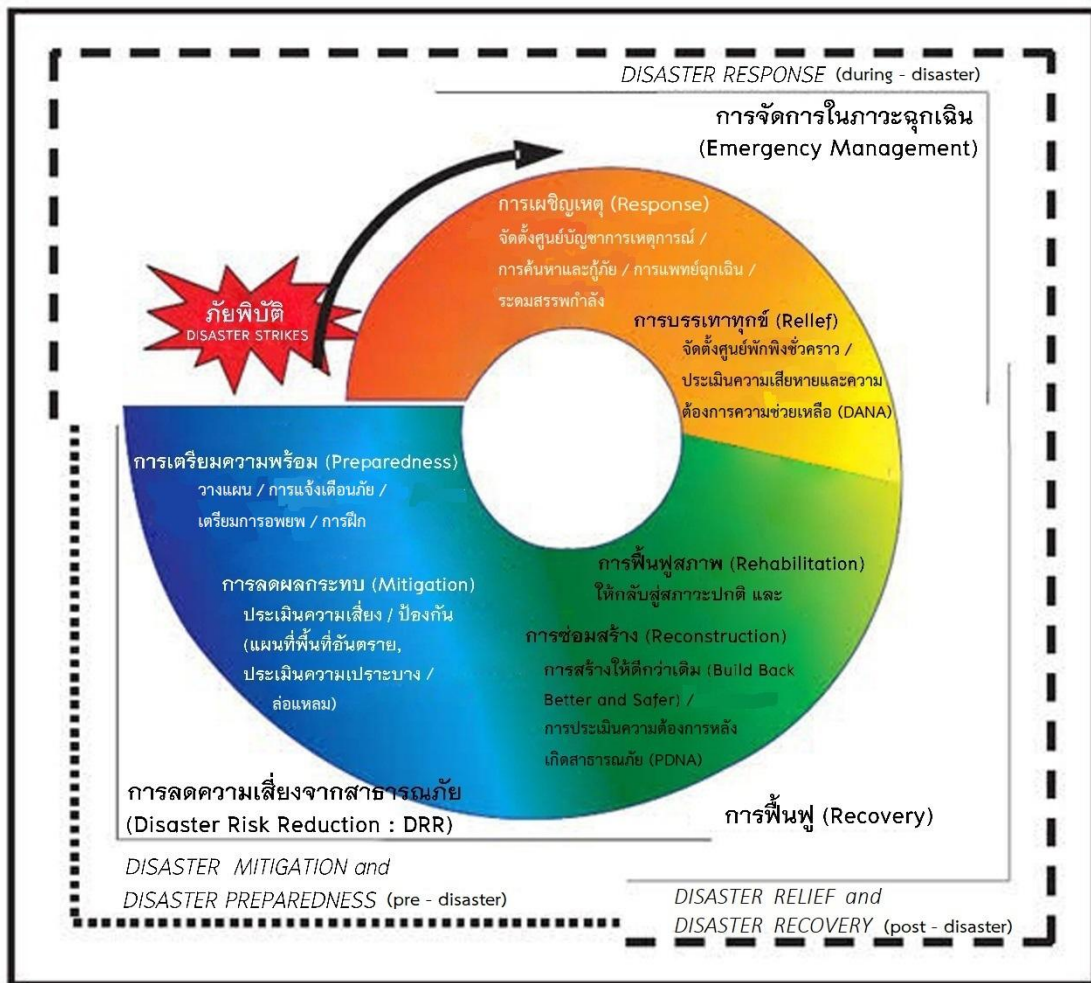 DISASTER RESPONSE (during - disaster)
การจัดการในภาวะฉุกเฉิน
(Emergency Management)
การเผชิญเหตุ (Response)
จัดตั้งศูนย์บัญชาการเหตุการณ์ /
การค้นหาและกู้ภัย / การแพทย์ฉุกเฉิน /
ระดมสรรพกำลัง
ภัยพิบัติ
DISASTER STRIKES
การบรรเทาทุกข์ (Rellef)
จัดตั้งศูนย์พักพิงชั่วคราว /
ประเมินความเสียหายและความ
ต้องการความช่วยเหลือ (DANA)
การเตรียมความพร้อม (Preparedness)
วางแผน / การแจ้งเตือนภัย /
เตรียมการอพยพ / การฝึก
การลดผลกระทบ (Mitigation)
ประเมินความเสี่ยง / ป้องกัน
(แผนที่พื้นที่อันตราย,
ประเมินความเปราะบาง /
ล่อแหลม)
การฟื้นฟูสภาพ (Rehabilitation)
ให้กลับสู่สภาวะปกติ และ
การซ่อมสร้าง (Reconstruction)
การสร้างให้ดีกว่าเดิม (Build Back
Better and Safer) /
การประเมินความต้องการหลัง
เกิดสาธารณภัย (PDNA)
การลดความเสี่ยงจากสาธารณภัย
(Disaster Risk Reduction : DRR)
การฟื้นฟู (Recovery)
DISASTER MITIGATION and
DISASTER PREPAREDNESS (pre - disaster)
DISASTER RELIEF and
DISASTER RECOVERY (post - disaster)